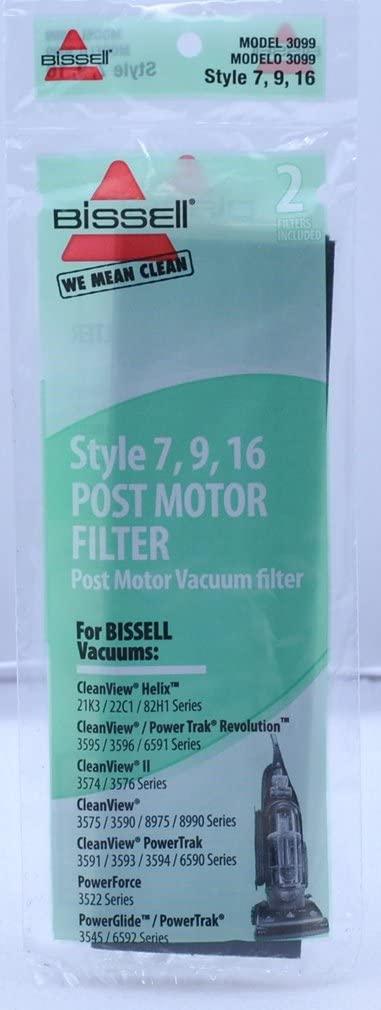 BISSELL®
MODEL 3099
MODELO 3099
Style 7, 9, 16
BISSELL®
WE MEAN CLEAN
2
FILTERS
INCLUDED
Style 7, 9, 16
POST MOTOR
FILTER
Post Motor Vacuum filter
For BISSELL
Vacuums:
CleanView® Helix™
21K3 / 22C1 / 82H1 Series
CleanView® / Power Trak® Revolution™
3595 / 3596 / 6591 Series
CleanView® II
3574 / 3576 Series
CleanView®
3575 / 3590 / 8975 / 8990 Series
CleanView® PowerTrak
3591 / 3593 / 3594 / 6590 Series
PowerForce
3522 Series
PowerGlide™ / PowerTrak®
3545 / 6592 Series